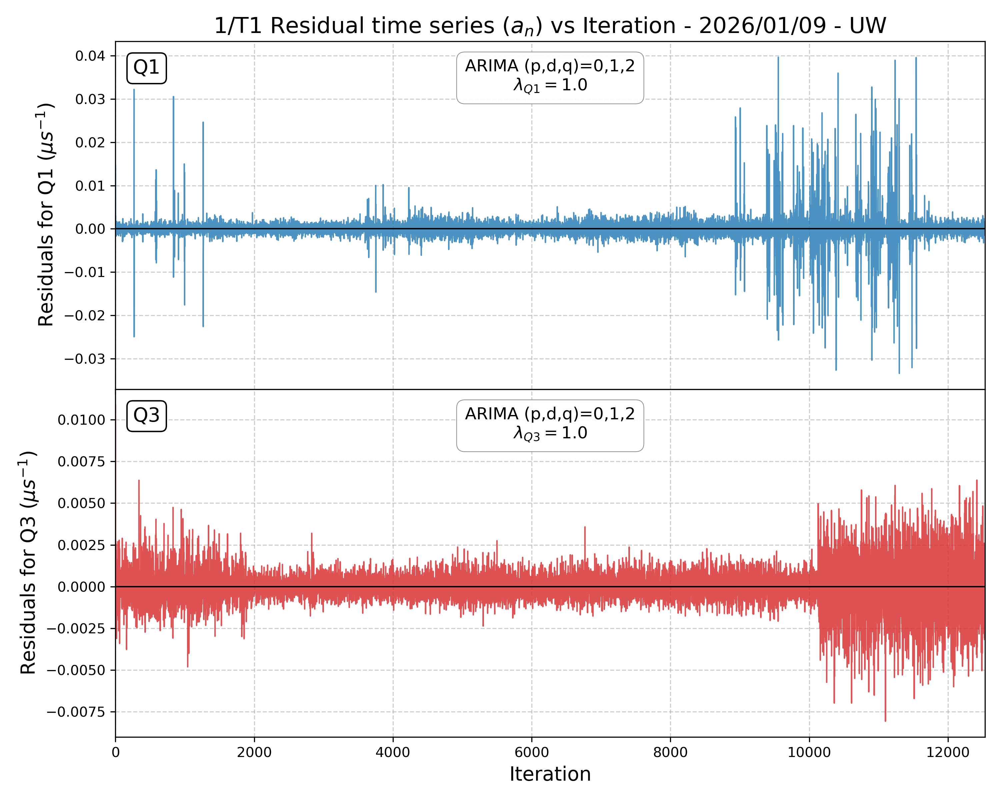 1/T1 Residual time series (aₙ) vs Iteration - 2026/01/09 - UW
Q1
ARIMA (p,d,q)=0,1,2
λ_Q1 = 1.0
Residuals for Q1 (μs⁻¹)
0.04
0.03
0.02
0.01
0.00
−0.01
−0.02
−0.03
Q3
ARIMA (p,d,q)=0,1,2
λ_Q3 = 1.0
Residuals for Q3 (μs⁻¹)
0.0100
0.0075
0.0050
0.0025
0.0000
−0.0025
−0.0050
−0.0075
0 2000 4000 6000 8000 10000 12000
Iteration